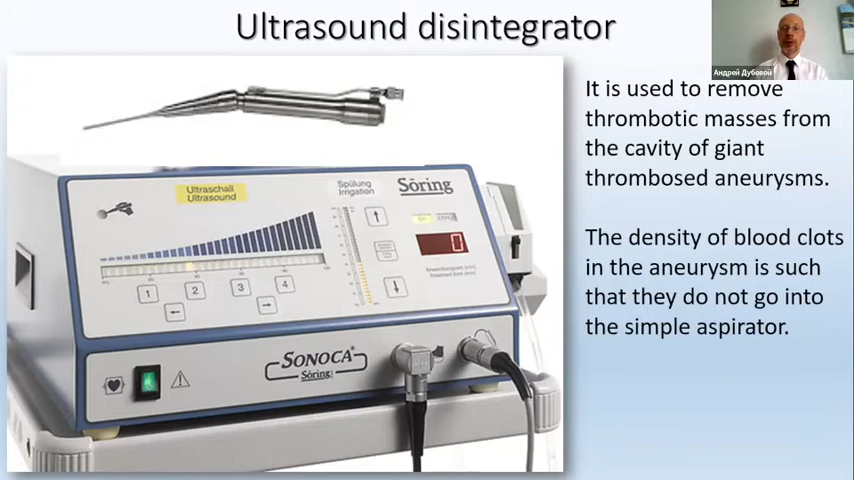 Ultrasound disintegrator
Андрей Дубовой
It is used to remove
thrombotic masses from
the cavity of giant
thrombosed aneurysms.
The density of blood clots
in the aneurysm is such
that they do not go into
the simple aspirator.
Ultraschall
Ultrasound
Spülung
Irrigation
Söring
0
1
2
3
4
SONOCA®
Söring